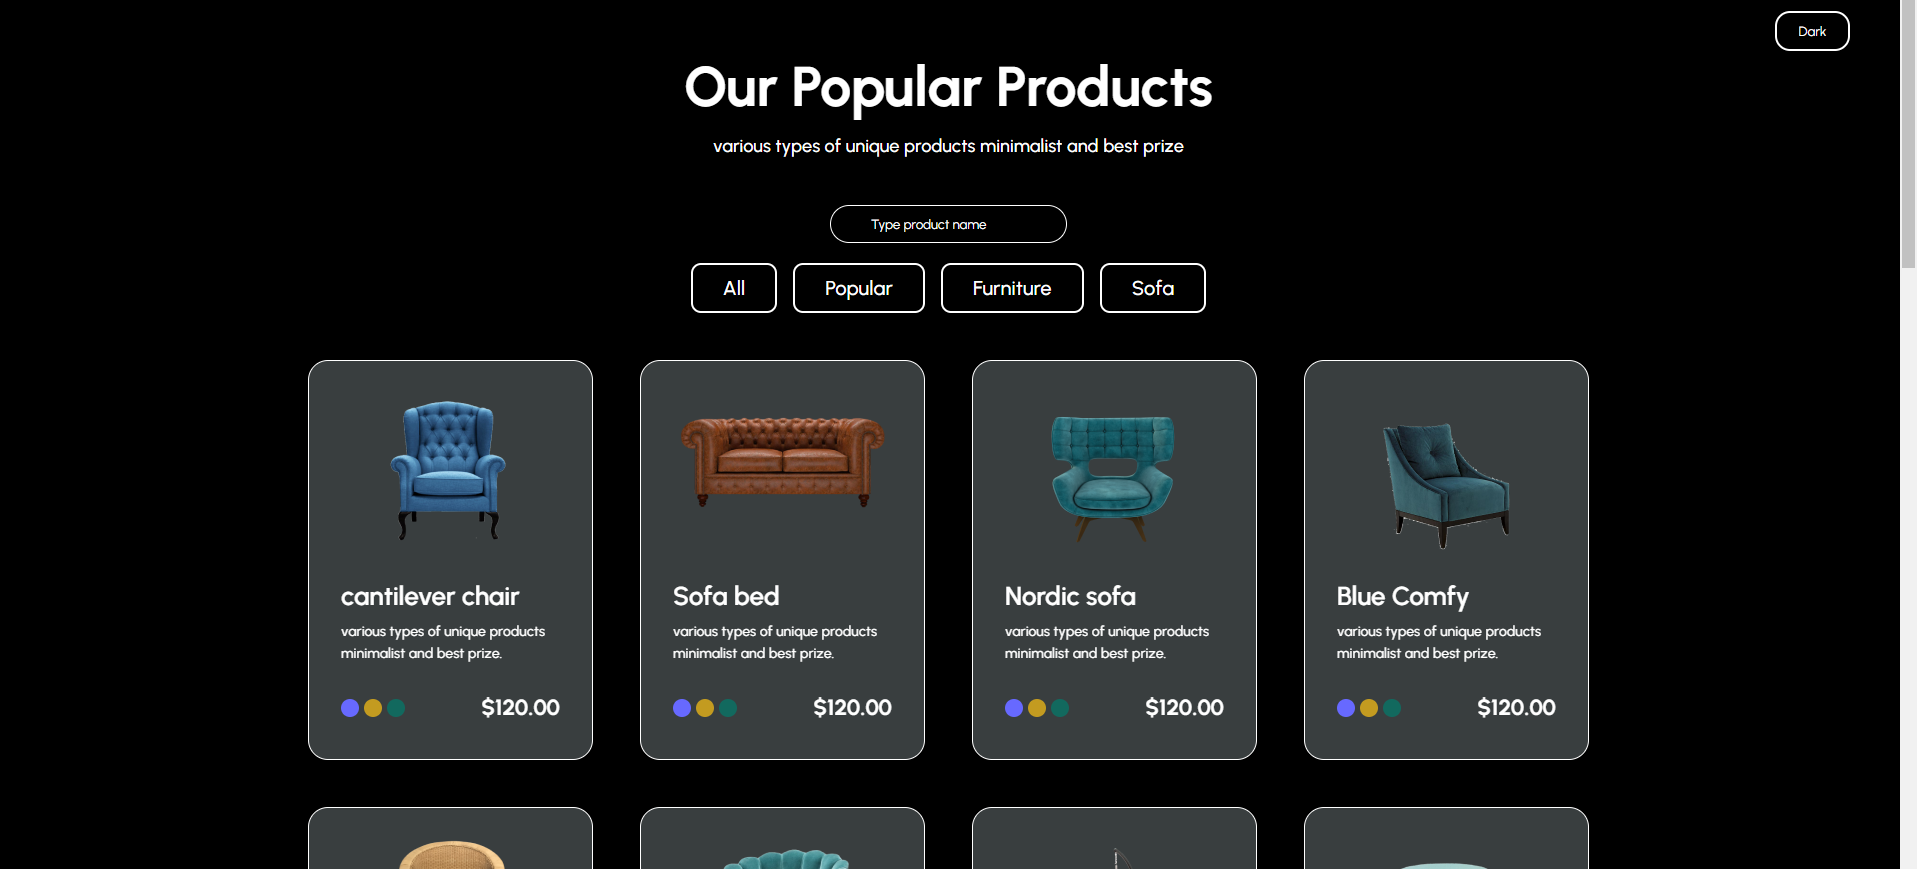 Dark
Our Popular Products
various types of unique products minimalist and best prize
Type product name
All
Popular
Furniture
Sofa
cantilever chair
various types of unique products
minimalist and best prize.
$120.00
Sofa bed
various types of unique products
minimalist and best prize.
$120.00
Nordic sofa
various types of unique products
minimalist and best prize.
$120.00
Blue Comfy
various types of unique products
minimalist and best prize.
$120.00